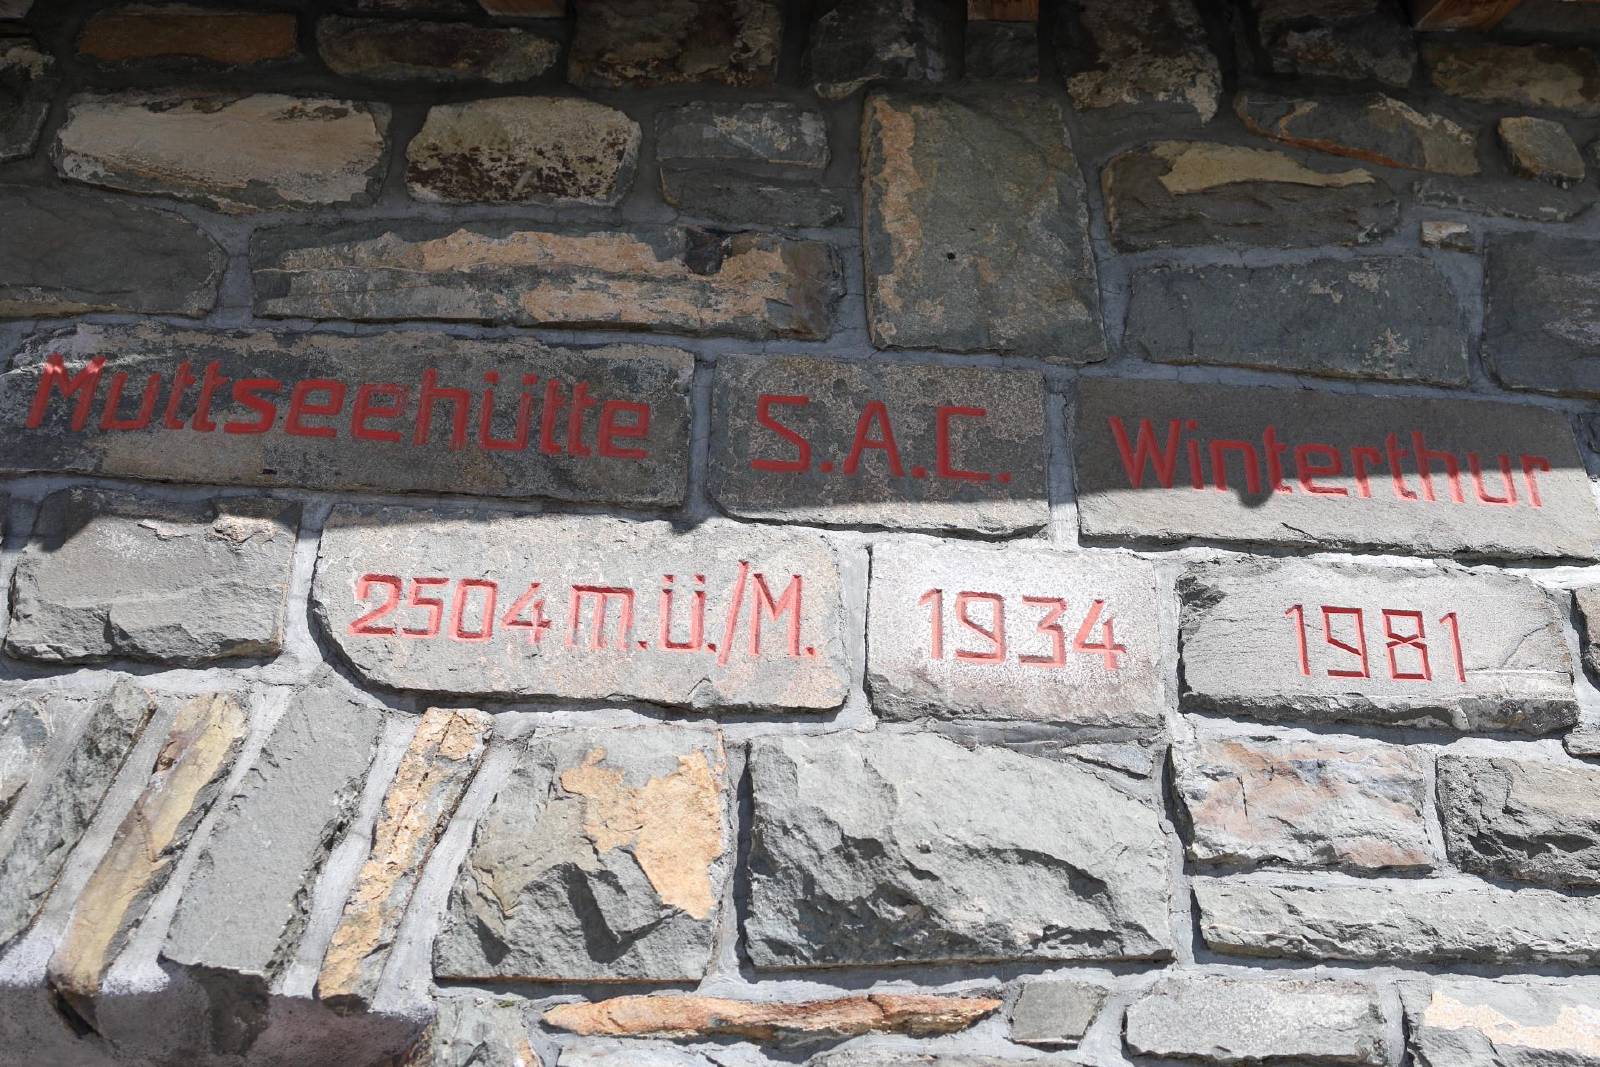 Muttseehütte S.A.C. Winterthur
2504 m.ü./M. 1934 1981